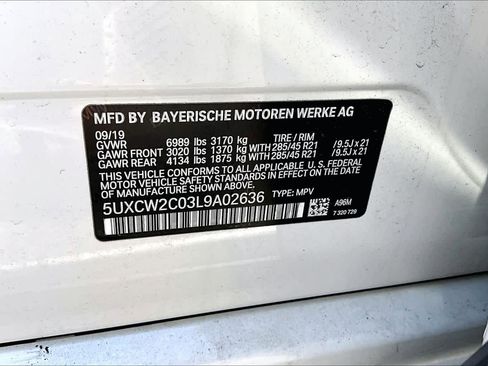 MFD BY BAYERISCHE MOTOREN WERKE AG
09/19
GVWR 6989 lbs 3170 kg TIRE / RIM
GAWR FRONT 3020 lbs 1370 KG WITH 285/45 R21 / 9.5J x 21
GAWR REAR 4134 lbs 1875 KG WITH 285/45 R21 / 9.5J x 21
THIS VEHICLE CONFORMS TO ALL APPLICABLE U. S. FEDERAL
MOTOR VEHICLE SAFETY STANDARDS IN EFFECT ON THE
DATE OF MANUFACTURE SHOWN ABOVE.
5UXCW2C03L9A02636 TYPE: MPV
A96M
7 320 729